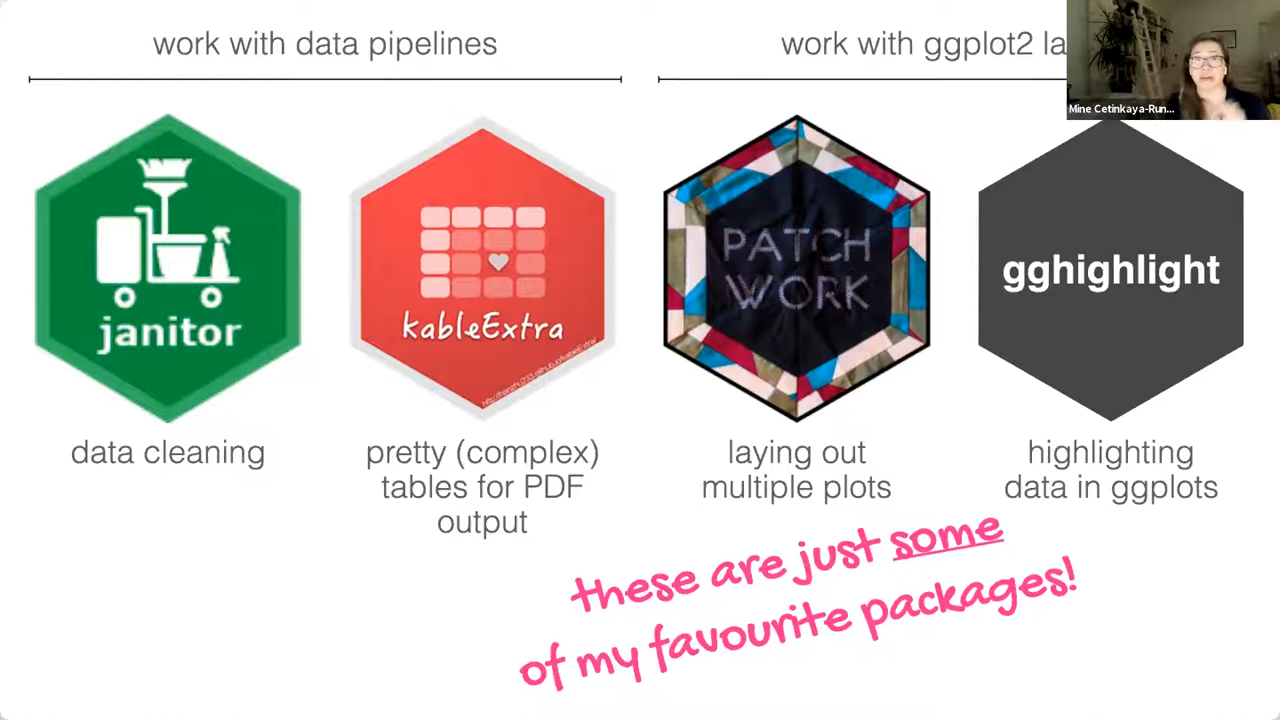 work with data pipelines
work with ggplot2 la
Mine Cetinkaya-Run...
janitor
kableExtra
PATCH
WORK
gghighlight
data cleaning
pretty (complex)
tables for PDF
output
laying out
multiple plots
highlighting
data in ggplots
these are just some
of my favourite packages!